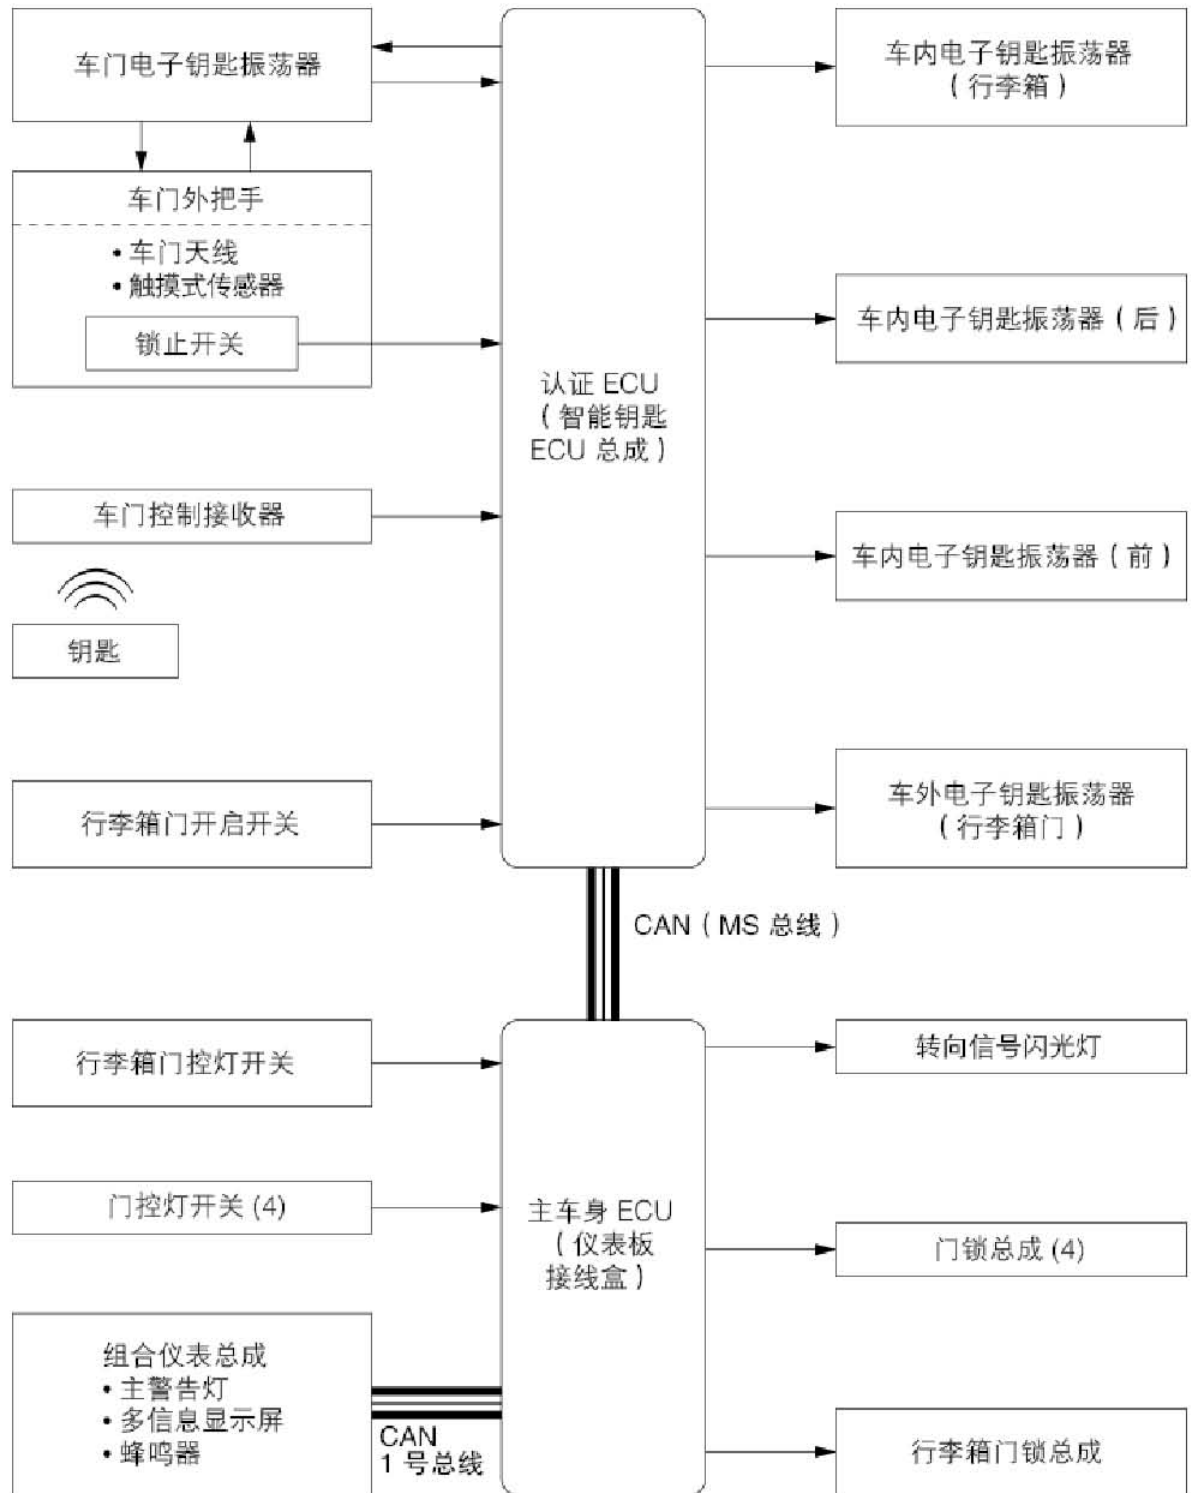 车门电子钥匙振荡器
车门外把手
•车门天线
•触摸式传感器
锁止开关
车门控制接收器
钥匙
行李箱门开启开关
认证 ECU
（智能钥匙
ECU 总成）
车内电子钥匙振荡器
（行李箱）
车内电子钥匙振荡器（后）
车内电子钥匙振荡器（前）
车外电子钥匙振荡器
（行李箱门）
CAN（MS 总线）
行李箱门控灯开关
门控灯开关 (4)
组合仪表总成
•主警告灯
•多信息显示屏
•蜂鸣器
CAN
1 号总线
主车身 ECU
（仪表板
接线盒）
转向信号闪光灯
门锁总成 (4)
行李箱门锁总成